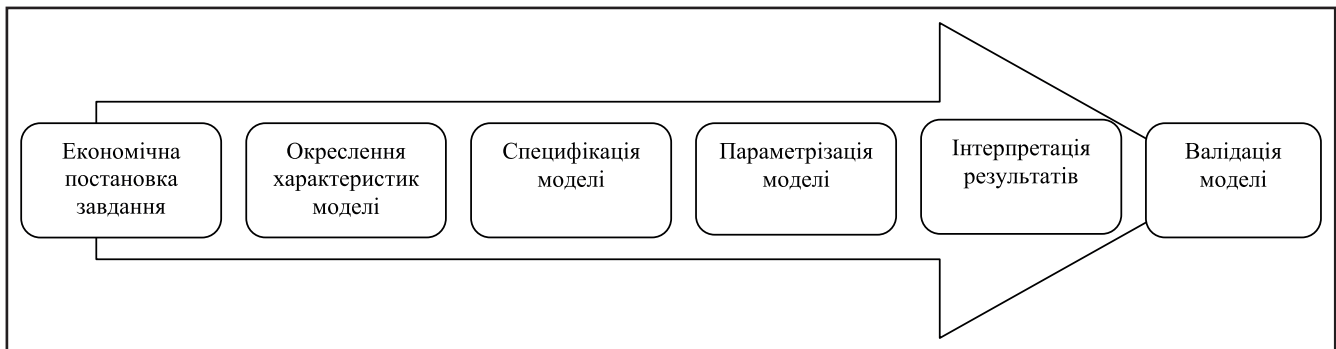 Економічна
постановка
завдання
Окреслення
характеристик
моделі
Специфікація
моделі
Параметрізація
моделі
Інтерпретація
результатів
Валідація
моделі